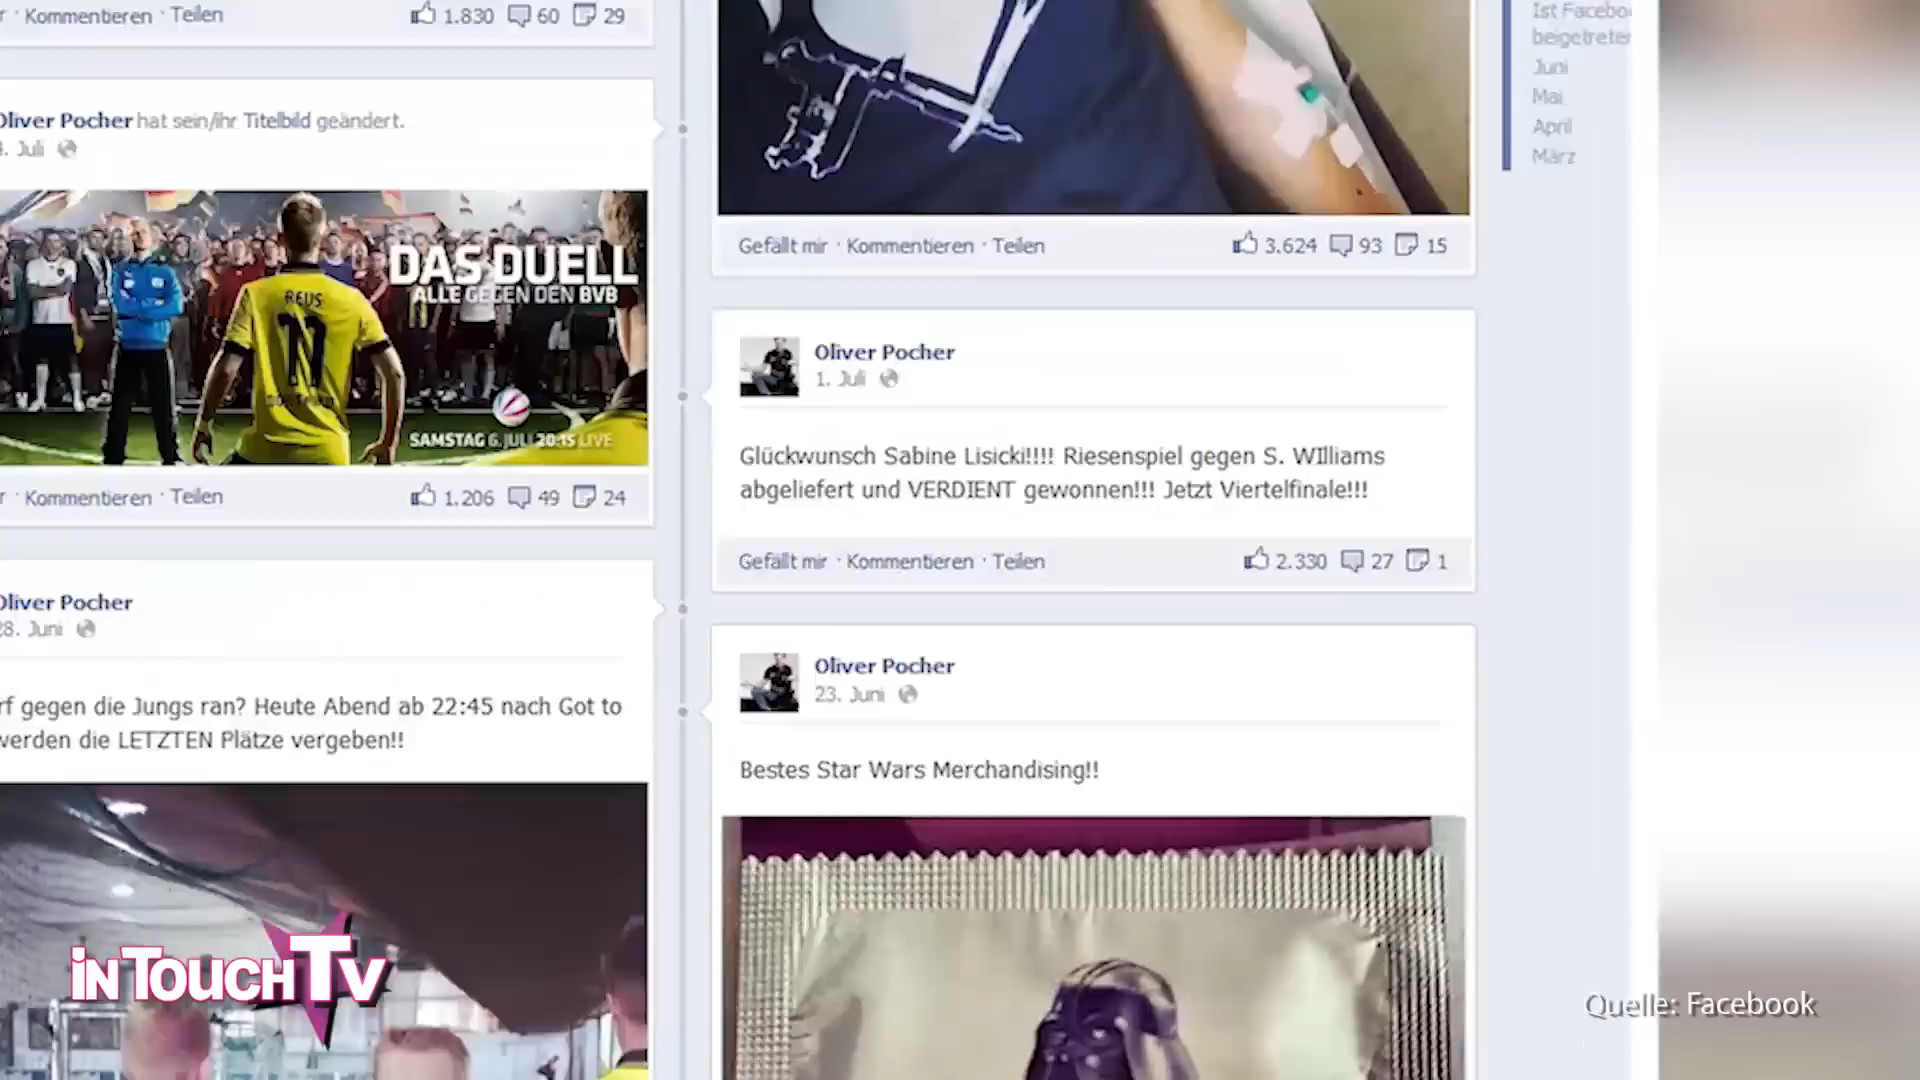 Kommentieren · Teilen 1.830 60 29
Oliver Pocher hat sein/ihr Titelbild geändert.
Juli
REUS
11
DAS DUELL
ALLE GEGEN DEN BVB
SAMSTAG 6. JULI 20:15 LIVE
Kommentieren · Teilen 1.206 49 24
Oliver Pocher
28. Juni
gegen die Jungs ran? Heute Abend ab 22:45 nach Got to
werden die LETZTEN Plätze vergeben!!
Gefällt mir · Kommentieren · Teilen 3.624 93 15
Oliver Pocher
1. Juli
Glückwunsch Sabine Lisicki!!!! Riesenspiel gegen S. WIlliams
abgeliefert und VERDIENT gewonnen!!! Jetzt Viertelfinale!!!
Gefällt mir · Kommentieren · Teilen 2.330 27 1
Oliver Pocher
23. Juni
Bestes Star Wars Merchandising!!
Ist Facebo
beigetreten
Juni
Mai
April
März
inTouch TV
Quelle: Facebook